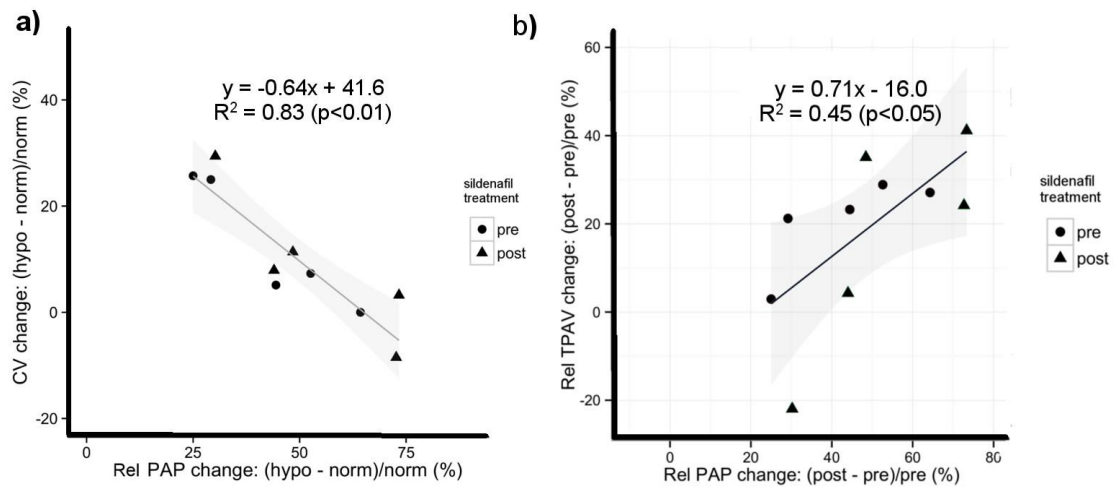 a)
y = -0.64x + 41.6
R² = 0.83 (p<0.01)
CV change: (hypo - norm)/norm (%)
40
20
0
-20
0
25
50
75
Rel PAP change: (hypo - norm)/norm (%)
sildenafil
treatment
pre
post
b)
y = 0.71x - 16.0
R² = 0.45 (p<0.05)
Rel TPAV change: (post - pre)/pre (%)
60
40
20
0
-20
0
20
40
60
80
Rel PAP change: (post - pre)/pre (%)
sildenafil
treatment
pre
post